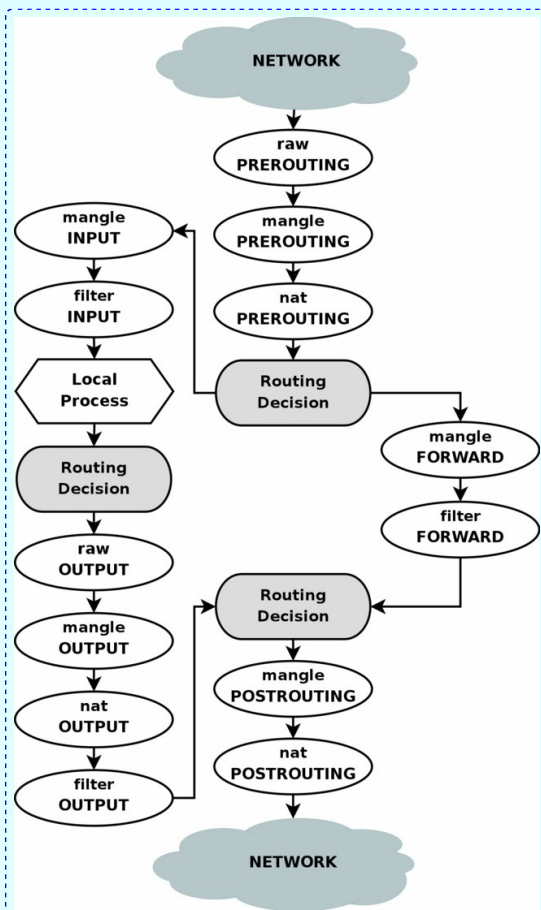 NETWORK
raw
PREROUTING
mangle
PREROUTING
nat
PREROUTING
Routing
Decision
mangle
INPUT
filter
INPUT
Local
Process
Routing
Decision
raw
OUTPUT
mangle
OUTPUT
nat
OUTPUT
filter
OUTPUT
mangle
FORWARD
filter
FORWARD
Routing
Decision
mangle
POSTROUTING
nat
POSTROUTING
NETWORK